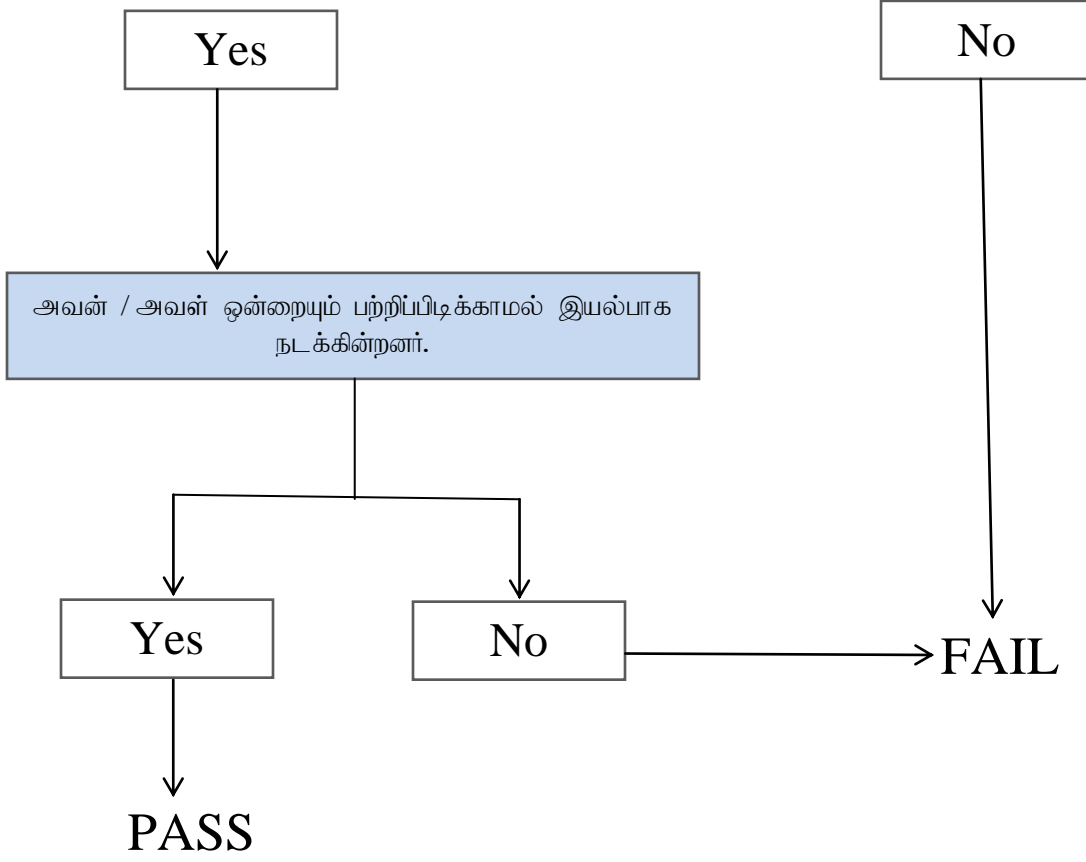 Yes
No
அவன் / அவள் ஒன்றையும் பற்றிப்பிடிக்காமல் இயல்பாக
நடக்கின்றனர்.
Yes
No
FAIL
PASS